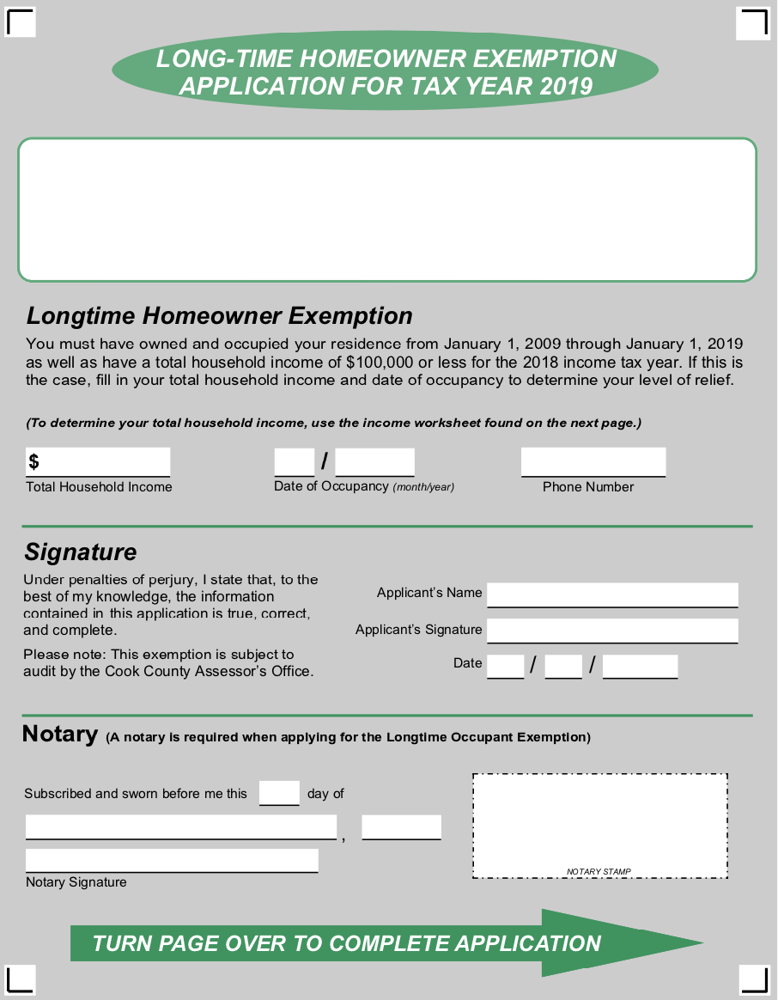 LONG-TIME HOMEOWNER EXEMPTION
APPLICATION FOR TAX YEAR 2019
Longtime Homeowner Exemption
You must have owned and occupied your residence from January 1, 2009 through January 1, 2019
as well as have a total household income of $100,000 or less for the 2018 income tax year. If this is
the case, fill in your total household income and date of occupancy to determine your level of relief.
(To determine your total household income, use the income worksheet found on the next page.)
$ /
Total Household Income Date of Occupancy (month/year) Phone Number
Signature
Under penalties of perjury, I state that, to the
best of my knowledge, the information
contained in this application is true, correct,
and complete.
Please note: This exemption is subject to
audit by the Cook County Assessor’s Office.
Applicant’s Name
Applicant’s Signature
Date / /
Notary (A notary is required when applying for the Longtime Occupant Exemption)
Subscribed and sworn before me this day of
,
Notary Signature
NOTARY STAMP
TURN PAGE OVER TO COMPLETE APPLICATION